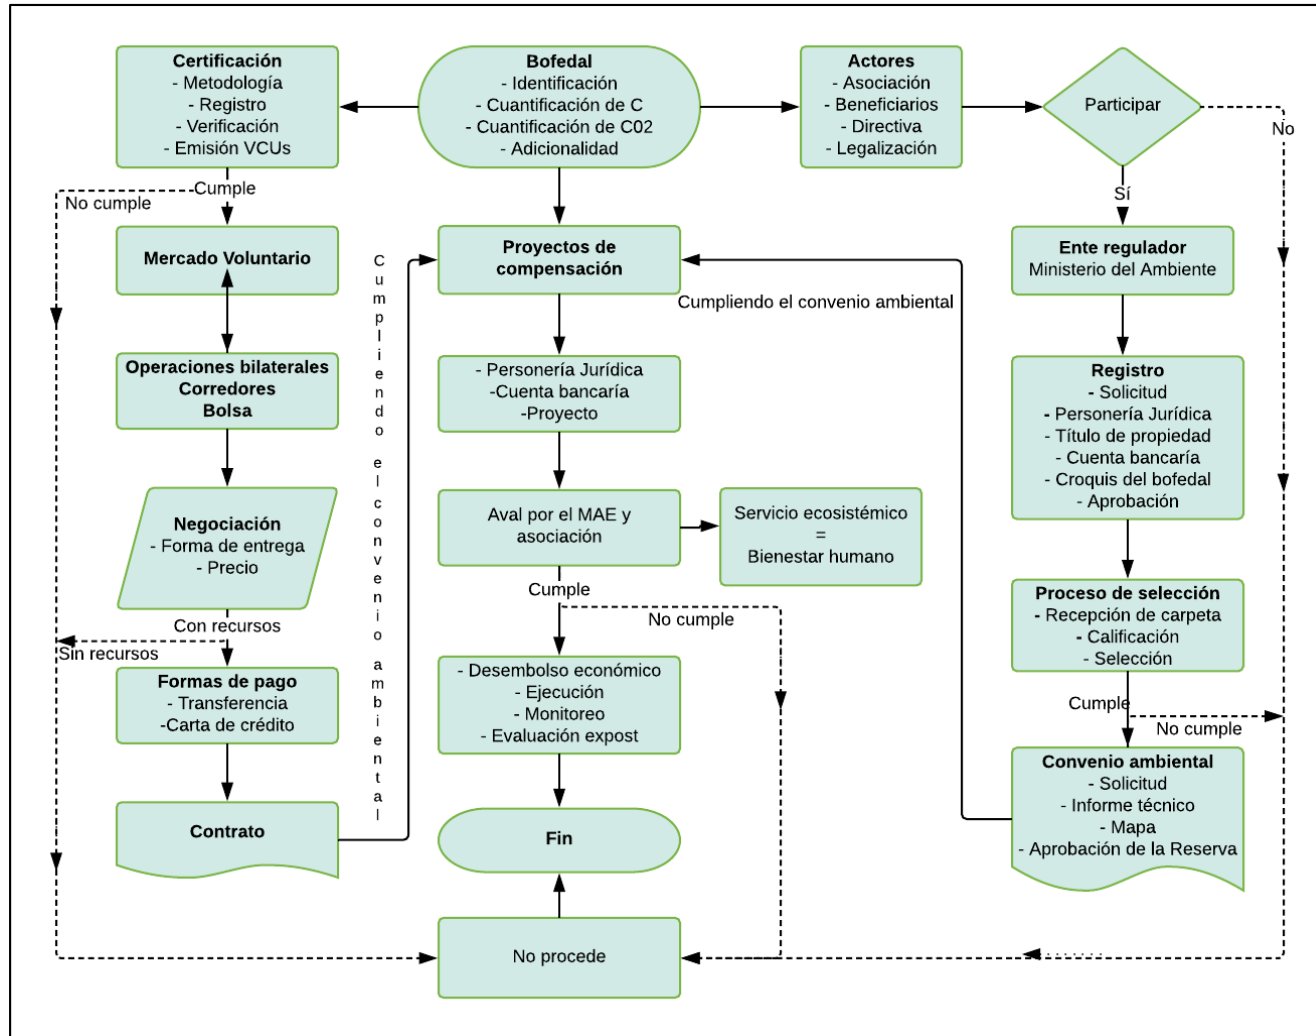 Certificación
- Metodología
- Registro
- Verificación
- Emisión VCUs
Bofedal
- Identificación
- Cuantificación de C
- Cuantificación de C02
- Adicionalidad
Actores
- Asociación
- Beneficiarios
- Directiva
- Legalización
Participar
No
Cumple
No cumple
Sí
Mercado Voluntario
Cumpliendo el convenio ambiental
Proyectos de
compensación
Cumpliendo el convenio ambiental
Ente regulador
Ministerio del Ambiente
Operaciones bilaterales
Corredores
Bolsa
- Personería Jurídica
-Cuenta bancaría
-Proyecto
Registro
- Solicitud
- Personería Jurídica
- Título de propiedad
- Cuenta bancaría
- Croquis del bofedal
- Aprobación
Negociación
- Forma de entrega
- Precio
Aval por el MAE y
asociación
Servicio ecosistémico
=
Bienestar humano
Cumple
No cumple
Proceso de selección
- Recepción de carpeta
- Calificación
- Selección
Con recursos
Sin recursos
Formas de pago
- Transferencia
-Carta de crédito
- Desembolso económico
- Ejecución
- Monitoreo
- Evaluación expost
Cumple
No cumple
Convenio ambiental
- Solicitud
- Informe técnico
- Mapa
- Aprobación de la Reserva
Contrato
Fin
No procede